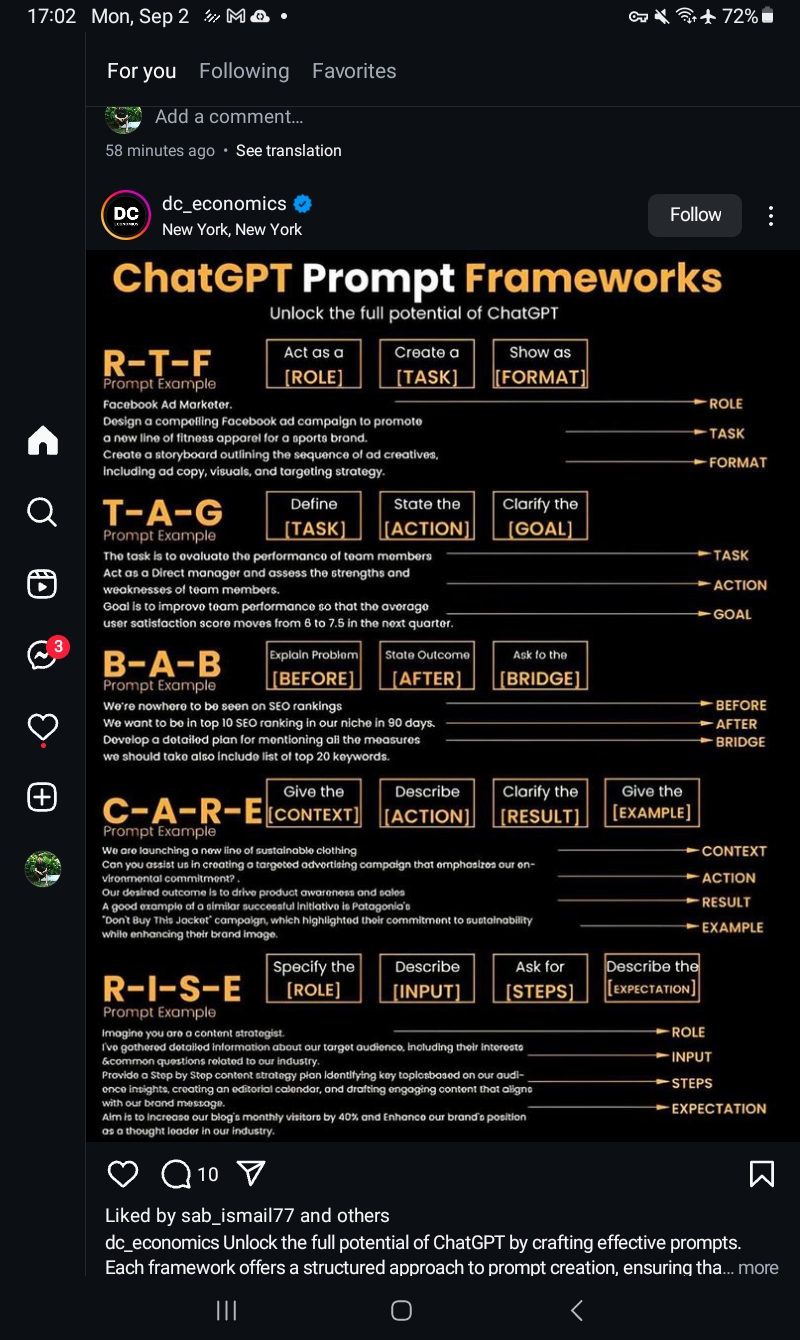 17:02 Mon, Sep 2 72%
For you Following Favorites
Add a comment...
58 minutes ago • See translation
DC
ECONOMICS
dc_economics
New York, New York
Follow
ChatGPT Prompt Frameworks
Unlock the full potential of ChatGPT
R-T-F
Prompt Example
Act as a
[ROLE]
Create a
[TASK]
Show as
[FORMAT]
Facebook Ad Marketer.
Design a compelling Facebook ad campaign to promote
a new line of fitness apparel for a sports brand.
Create a storyboard outlining the sequence of ad creatives,
including ad copy, visuals, and targeting strategy.
ROLE
TASK
FORMAT
T-A-G
Prompt Example
Define
[TASK]
State the
[ACTION]
Clarify the
[GOAL]
The task is to evaluate the performance of team members
Act as a Direct manager and assess the strengths and
weaknesses of team members.
Goal is to improve team performance so that the average
user satisfaction score moves from 6 to 7.5 in the next quarter.
TASK
ACTION
GOAL
B-A-B
Prompt Example
Explain Problem
[BEFORE]
State Outcome
[AFTER]
Ask fo the
[BRIDGE]
We're nowhere to be seen on SEO rankings
We want to be in top 10 SEO ranking in our niche in 90 days.
Develop a detailed plan for mentioning all the measures
we should take also include list of top 20 keywords.
BEFORE
AFTER
BRIDGE
C-A-R-E
Prompt Example
Give the
[CONTEXT]
Describe
[ACTION]
Clarify the
[RESULT]
Give the
[EXAMPLE]
We are launching a new line of sustainable clothing
Can you assist us in creating a targeted advertising campaign that emphasizes our en-
vironmental commitment? .
Our desired outcome is to drive product awareness and sales
A good example of a similar successful initiative is Patagonia's
"Don't Buy This Jacket" campaign, which highlighted their commitment to sustainability
while enhancing their brand image.
CONTEXT
ACTION
RESULT
EXAMPLE
R-I-S-E
Prompt Example
Specify the
[ROLE]
Describe
[INPUT]
Ask for
[STEPS]
Describe the
[EXPECTATION]
Imagine you are a content strategist.
I've gathered detailed information about our target audience, including their interests
&common questions related to our industry.
Provide a Step by Step content strategy plan identifying key topicsbased on our audi-
ence insights, creating an editorial calendar, and drafting engaging content that aligns
with our brand message.
Aim is to increase our blog's monthly visitors by 40% and Enhance our brand's position
as a thought leader in our industry.
ROLE
INPUT
STEPS
EXPECTATION
3
10
Liked by sab_ismail77 and others
dc_economics Unlock the full potential of ChatGPT by crafting effective prompts.
Each framework offers a structured approach to prompt creation, ensuring tha... more